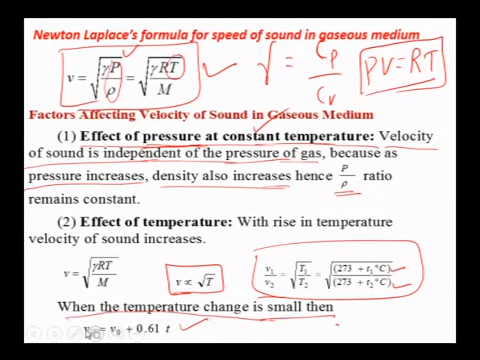 Newton Laplace's formula for speed of sound in gaseous medium
v = √(γP/ρ) = √(γRT/M)
γ = Cp/Cv
PV=RT
Factors Affecting Velocity of Sound in Gaseous Medium
(1) Effect of pressure at constant temperature: Velocity
of sound is independent of the pressure of gas, because as
pressure increases, density also increases hence P/ρ ratio
remains constant.
(2) Effect of temperature: With rise in temperature
velocity of sound increases.
v = √(γRT/M)
v ∝ √T
v₁/v₂ = √(T₁/T₂) = √((273 + t₁°C)/(273 + t₂°C))
When the temperature change is small then
= v₀ + 0.61 t